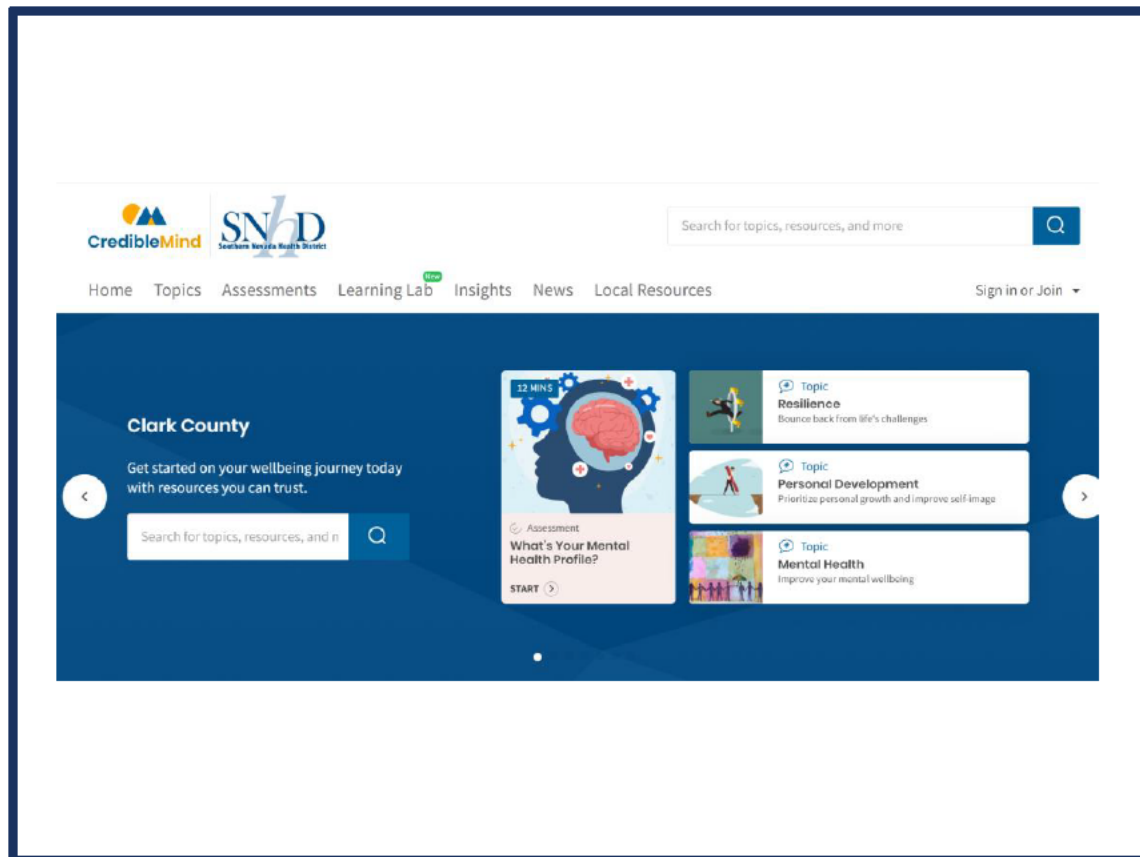 CredibleMind
SNhD
Southern Nevada Health District
Search for topics, resources, and more
Home Topics Assessments Learning Lab New Insights News Local Resources Sign in or Join
Clark County
Get started on your wellbeing journey today
with resources you can trust.
Search for topics, resources, and n
12 MINS
Assessment
What's Your Mental
Health Profile?
START
Topic
Resilience
Bounce back from life's challenges
Topic
Personal Development
Prioritize personal growth and improve self-image
Topic
Mental Health
Improve your mental wellbeing